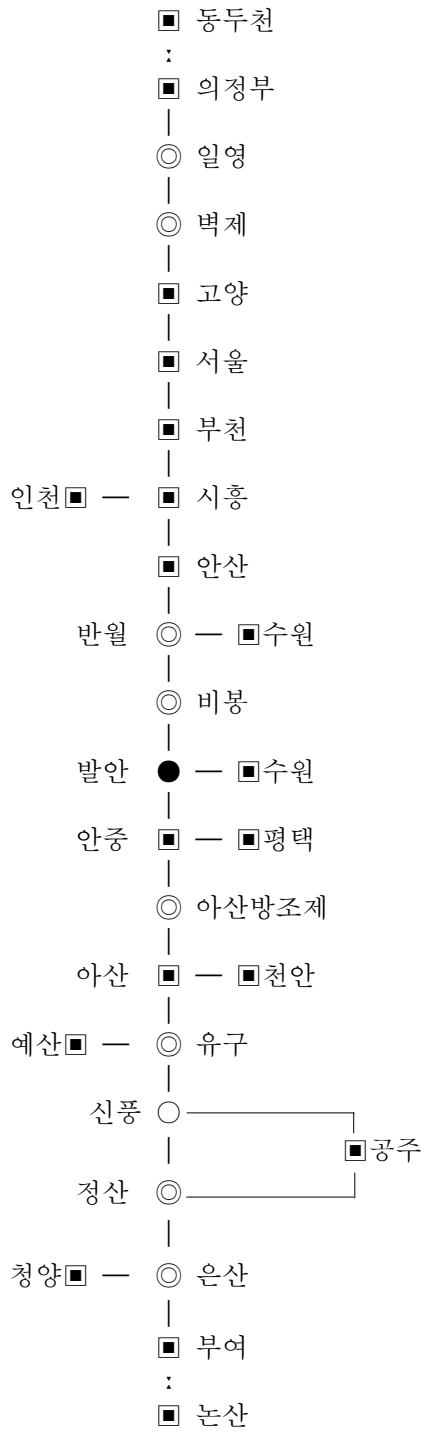 동두천
의정부
일영
벽제
고양
서울
부천
인천 시흥
안산
반월 수원
비봉
발안 수원
안중 평택
아산방조제
아산 천안
예산 유구
신풍
공주
정산
청양 은산
부여
논산